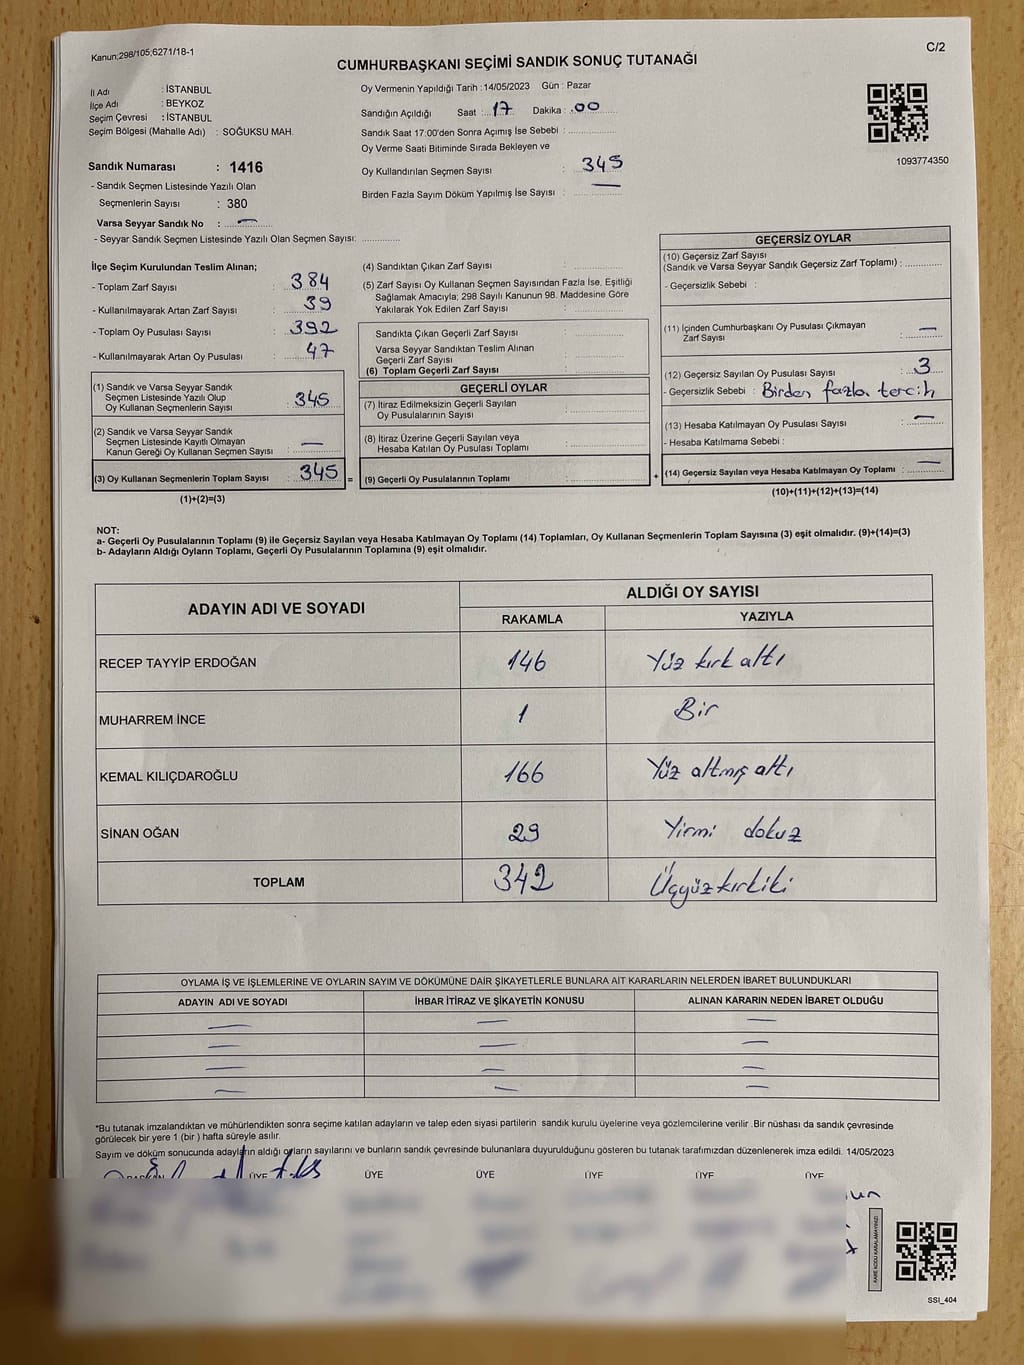 Kanun;298/105;6271/18-1
C/2
CUMHURBAŞKANI SEÇİMİ SANDIK SONUÇ TUTANAĞI
İl Adı : İSTANBUL
İlçe Adı : BEYKOZ
Seçim Çevresi : İSTANBUL
Seçim Bölgesi (Mahalle Adı) : SOĞUKSU MAH.
Oy Vermenin Yapıldığı Tarih :14/05/2023 Gün : Pazar
Sandığın Açıldığı Saat : 17 Dakika : 00
Sandık Saat 17:00'den Sonra Açımış İse Sebebi :
Oy Verme Saati Bitiminde Sırada Bekleyen ve
Oy Kullandırılan Seçmen Sayısı : 345
Birden Fazla Sayım Döküm Yapılmış İse Sayısı : —
1093774350
Sandık Numarası : 1416
- Sandık Seçmen Listesinde Yazılı Olan
Seçmenlerin Sayısı : 380
Varsa Seyyar Sandık No : —
- Seyyar Sandık Seçmen Listesinde Yazılı Olan Seçmen Sayısı:
İlçe Seçim Kurulundan Teslim Alınan;
- Toplam Zarf Sayısı : 384
- Kullanılmayarak Artan Zarf Sayısı : 39
- Toplam Oy Pusulası Sayısı : 392
- Kullanılmayarak Artan Oy Pusulası : 47
(1) Sandık ve Varsa Seyyar Sandık
Seçmen Listesinde Yazılı Olup
Oy Kullanan Seçmenlerin Sayısı : 345
(2) Sandık ve Varsa Seyyar Sandık
Seçmen Listesinde Kayıtlı Olmayan
Kanun Gereği Oy Kullanan Seçmen Sayısı : —
(3) Oy Kullanan Seçmenlerin Toplam Sayısı : 345 =
(1)+(2)=(3)
(4) Sandıktan Çıkan Zarf Sayısı :
(5) Zarf Sayısı Oy Kullanan Seçmen Sayısından Fazla İse, Eşitliği
Sağlamak Amacıyla; 298 Sayılı Kanunun 98. Maddesine Göre
Yakılarak Yok Edilen Zarf Sayısı :
Sandıkta Çıkan Geçerli Zarf Sayısı :
Varsa Seyyar Sandıktan Teslim Alınan
Geçerli Zarf Sayısı :
(6) Toplam Geçerli Zarf Sayısı :
GEÇERLİ OYLAR
(7) İtiraz Edilmeksizin Geçerli Sayılan
Oy Pusulalarının Sayısı :
(8) İtiraz Üzerine Geçerli Sayılan veya
Hesaba Katılan Oy Pusulası Toplamı :
(9) Geçerli Oy Pusulalarının Toplamı : +
GEÇERSİZ OYLAR
(10) Geçersiz Zarf Sayısı
(Sandık ve Varsa Seyyar Sandık Geçersiz Zarf Toplamı) :
- Geçersizlik Sebebi :
(11) İçinden Cumhurbaşkanı Oy Pusulası Çıkmayan
Zarf Sayısı : —
(12) Geçersiz Sayılan Oy Pusulası Sayısı : 3
- Geçersizlik Sebebi : Birden fazla tercih
(13) Hesaba Katılmayan Oy Pusulası Sayısı : —
- Hesaba Katılmama Sebebi :
(14) Geçersiz Sayılan veya Hesaba Katılmayan Oy Toplamı : —
(10)+(11)+(12)+(13)=(14)
NOT:
a- Geçerli Oy Pusulalarının Toplamı (9) ile Geçersiz Sayılan veya Hesaba Katılmayan Oy Toplamı (14) Toplamları, Oy Kullanan Seçmenlerin Toplam Sayısına (3) eşit olmalıdır. (9)+(14)=(3)
b- Adayların Aldığı Oyların Toplamı, Geçerli Oy Pusulalarının Toplamına (9) eşit olmalıdır.
ADAYIN ADI VE SOYADI
ALDIĞI OY SAYISI
RAKAMLA YAZIYLA
RECEP TAYYİP ERDOĞAN 146 Yüz kırk altı
MUHARREM İNCE 1 Bir
KEMAL KILIÇDAROĞLU 166 Yüz altmış altı
SİNAN OĞAN 29 Yirmi dokuz
TOPLAM 342 Üçyüzkırkiki
OYLAMA İŞ VE İŞLEMLERİNE VE OYLARIN SAYIM VE DÖKÜMÜNE DAİR ŞİKAYETLERLE BUNLARA AİT KARARLARIN NELERDEN İBARET BULUNDUKLARI
ADAYIN ADI VE SOYADI İHBAR İTİRAZ VE ŞİKAYETİN KONUSU ALINAN KARARIN NEDEN İBARET OLDUĞU
— — —
— — —
— — —
— — —
*Bu tutanak imzalandıktan ve mühürlendikten sonra seçime katılan adayların ve talep eden siyasi partilerin sandık kurulu üyelerine veya gözlemcilerine verilir .Bir nüshası da sandık çevresinde
görülecek bir yere 1 (bir ) hafta süreyle asılır.
Sayım ve döküm sonucunda adayların aldığı oyların sayılarını ve bunların sandık çevresinde bulunanlara duyurulduğunu gösteren bu tutanak tarafımızdan düzenlenerek imza edildi. 14/05/2023
BAŞKAN ÜYE ÜYE ÜYE ÜYE ÜYE ÜYE
KARE KODU KARALAMAYINIZ!
SSI_404